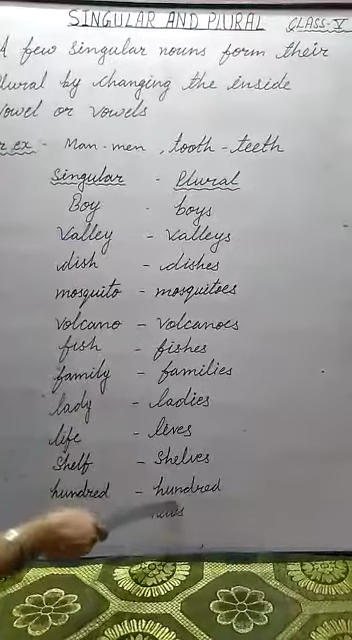 SINGULAR AND PLURAL CLASS-V
A few singular nouns form their
plural by changing the inside
vowel or vowels
ex - Man-men, tooth-teeth
Singular - Plural
Boy - boys
Valley - Valleys
dish - dishes
mosquito - mosquitoes
volcano - volcanoes
fish - fishes
family - families
lady - ladies
life - leves
Shelf - Shelves
hundred - hundred